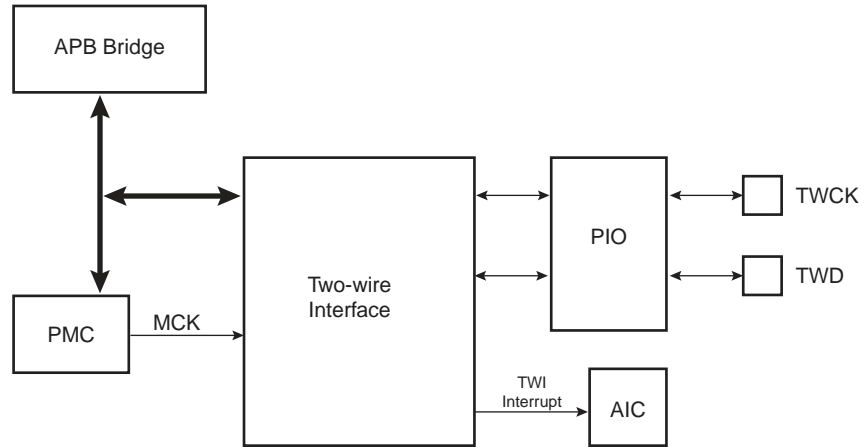 APB Bridge
Two-wire
Interface
PIO
TWCK
TWD
PMC
MCK
TWI
Interrupt
AIC